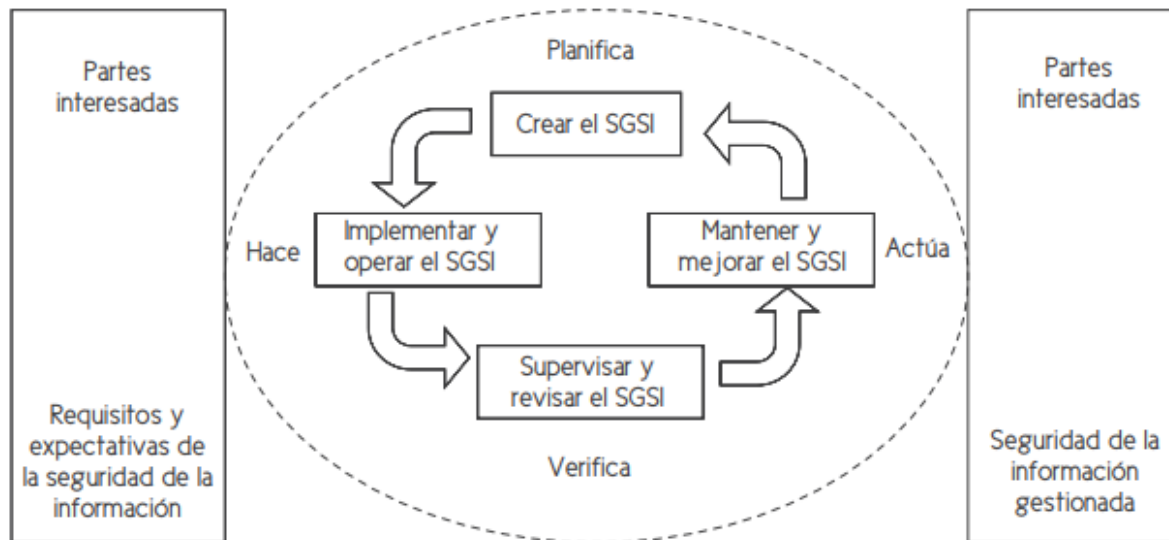 Partes
interesadas
Requisitos y
expectativas de
la seguridad de la
información
Planifica
Crear el SGSI
Hace
Implementar y
operar el SGSI
Mantener y
mejorar el SGSI
Actúa
Supervisar y
revisar el SGSI
Verifica
Partes
interesadas
Seguridad de la
información
gestionada